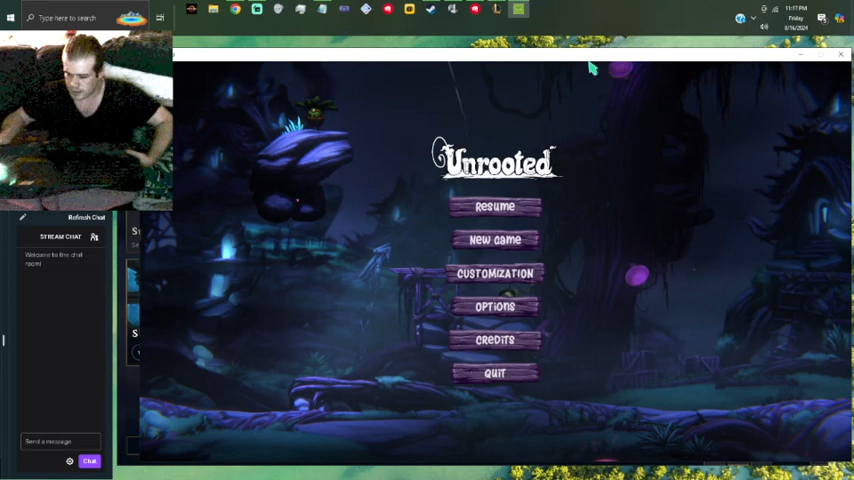 Type here to search
11:17 PM
Friday
8/16/2024
Unrooted
Resume
New Game
Customization
Options
Credits
Quit
Refresh Chat
STREAM CHAT
Welcome to the chat
room!
Send a message
Chat